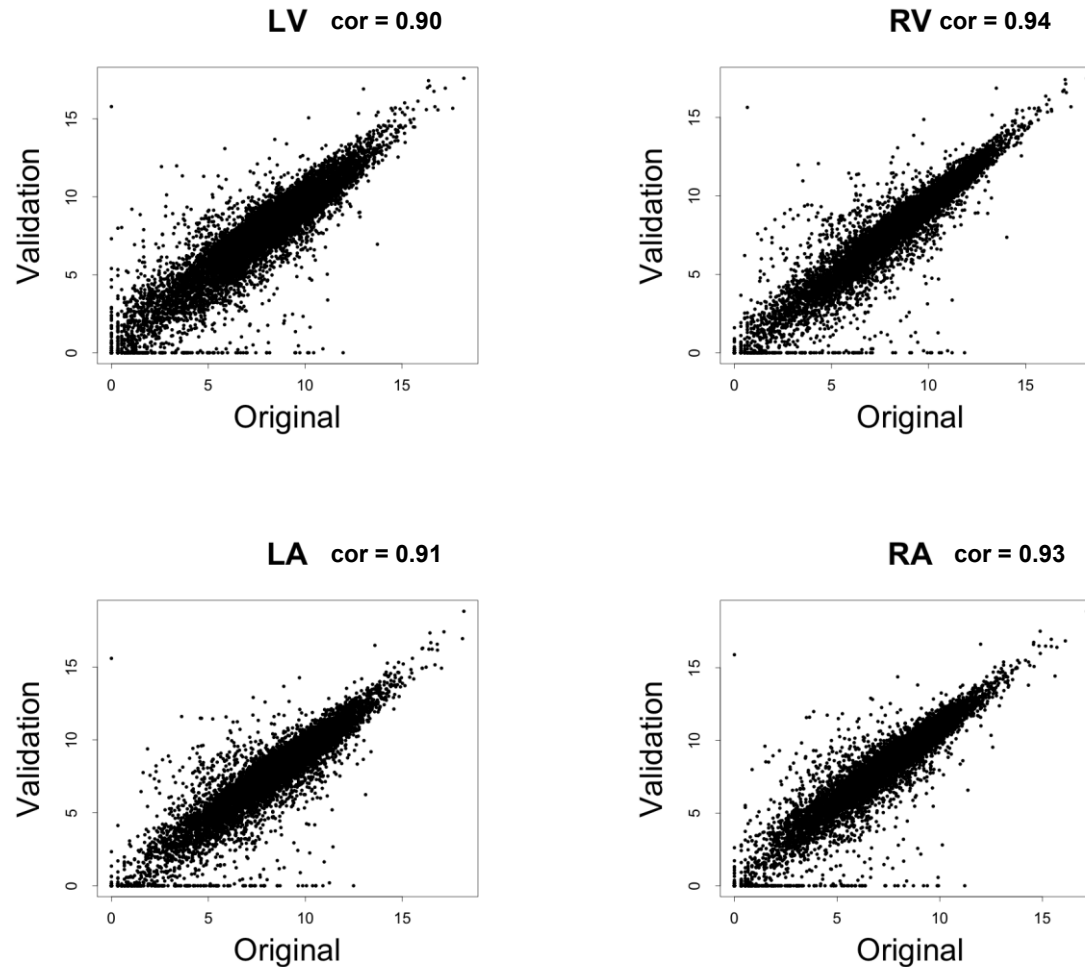 LV cor = 0.90
15
10
5
0
Validation
0 5 10 15
Original
RV cor = 0.94
15
10
5
0
Validation
0 5 10 15
Original
LA cor = 0.91
15
10
5
0
Validation
0 5 10 15
Original
RA cor = 0.93
15
10
5
0
Validation
0 5 10 15
Original